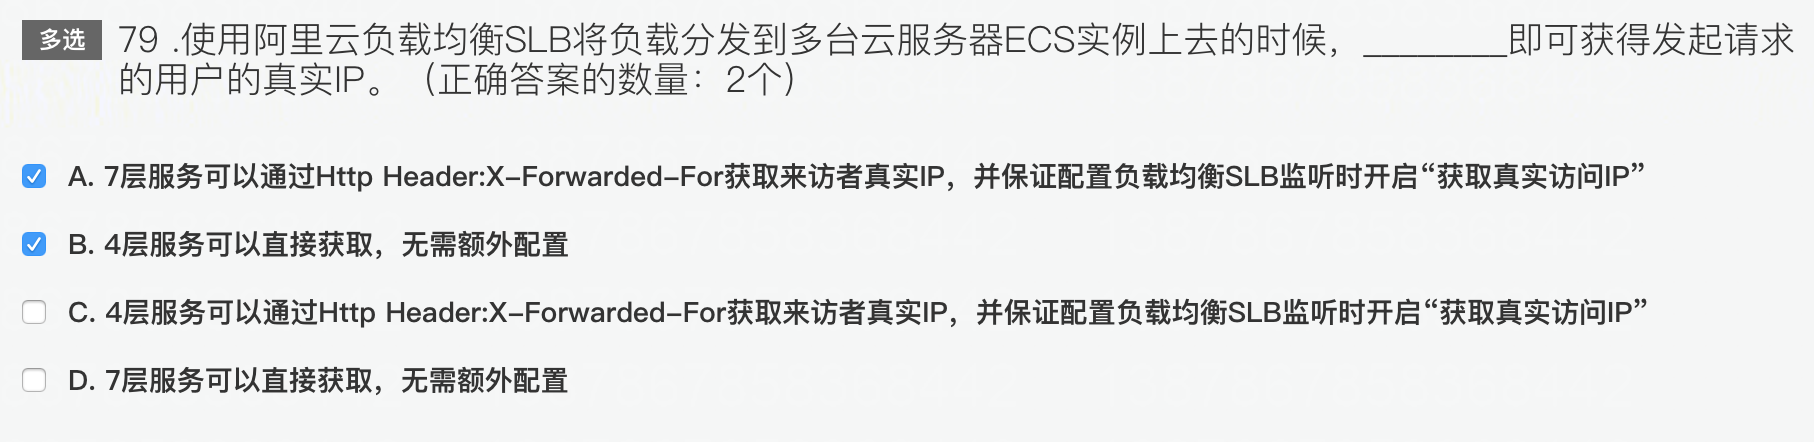 多选 79 .使用阿里云负载均衡SLB将负载分发到多台云服务器ECS实例上去的时候，________即可获得发起请求
的用户的真实IP。（正确答案的数量：2个）
A. 7层服务可以通过Http Header:X-Forwarded-For获取来访者真实IP，并保证配置负载均衡SLB监听时开启“获取真实访问IP”
B. 4层服务可以直接获取，无需额外配置
C. 4层服务可以通过Http Header:X-Forwarded-For获取来访者真实IP，并保证配置负载均衡SLB监听时开启“获取真实访问IP”
D. 7层服务可以直接获取，无需额外配置